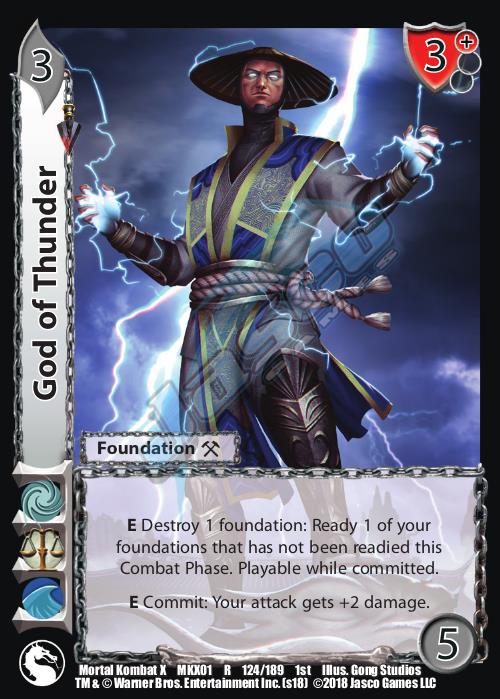 3
3
+
God of Thunder
Foundation
E Destroy 1 foundation: Ready 1 of your
foundations that has not been readied this
Combat Phase. Playable while committed.
E Commit: Your attack gets +2 damage.
5
Mortal Kombat X MKX01 R 124/189 1st Illus. Gong Studios
TM & © Warner Bros. Entertainment Inc. (s18) ©2018 Jasco Games LLC
JASCO
GAMES